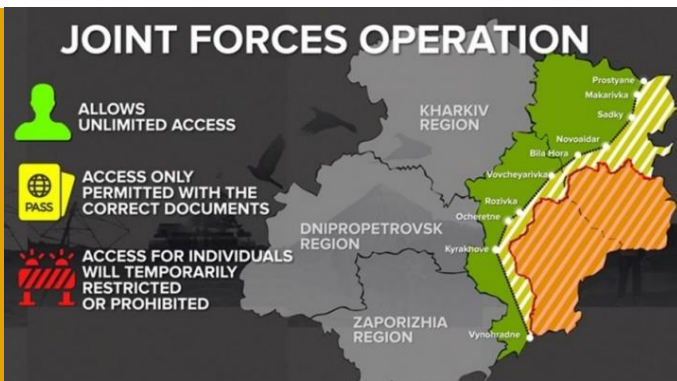 JOINT FORCES OPERATION
ALLOWS
UNLIMITED ACCESS
PASS
ACCESS ONLY
PERMITTED WITH THE
CORRECT DOCUMENTS
ACCESS FOR INDIVIDUALS
WILL TEMPORARILY
RESTRICTED
OR PROHIBITED
KHARKIV
REGION
DNIPROPETROVSK
REGION
ZAPORIZHIA
REGION
Prostyane
Makarivka
Sadky
Novoaidar
Bila Hora
Vovcheyarivka
Rozivka
Ocheretne
Kyrakhove
Vynohradne